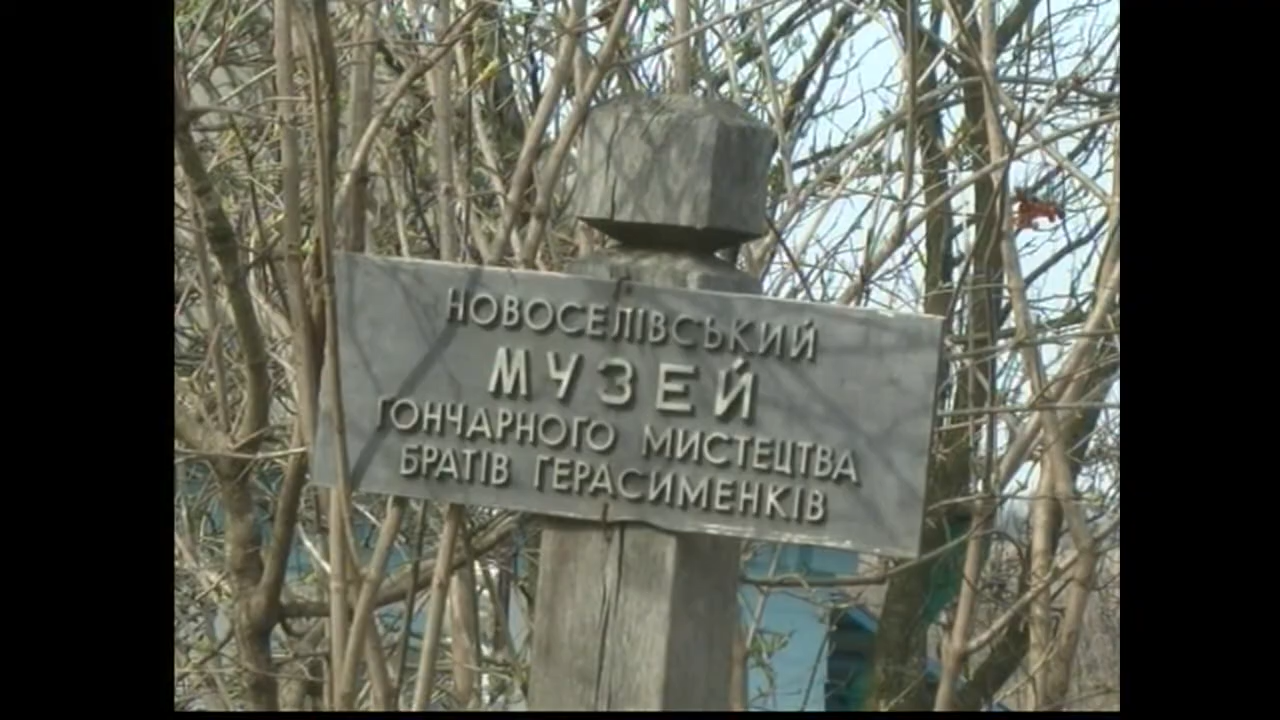 НОВОСЕЛІВСЬКИЙ
МУЗЕЙ
ГОНЧАРНОГО МИСТЕЦТВА
БРАТІВ ГЕРАСИМЕНКІВ